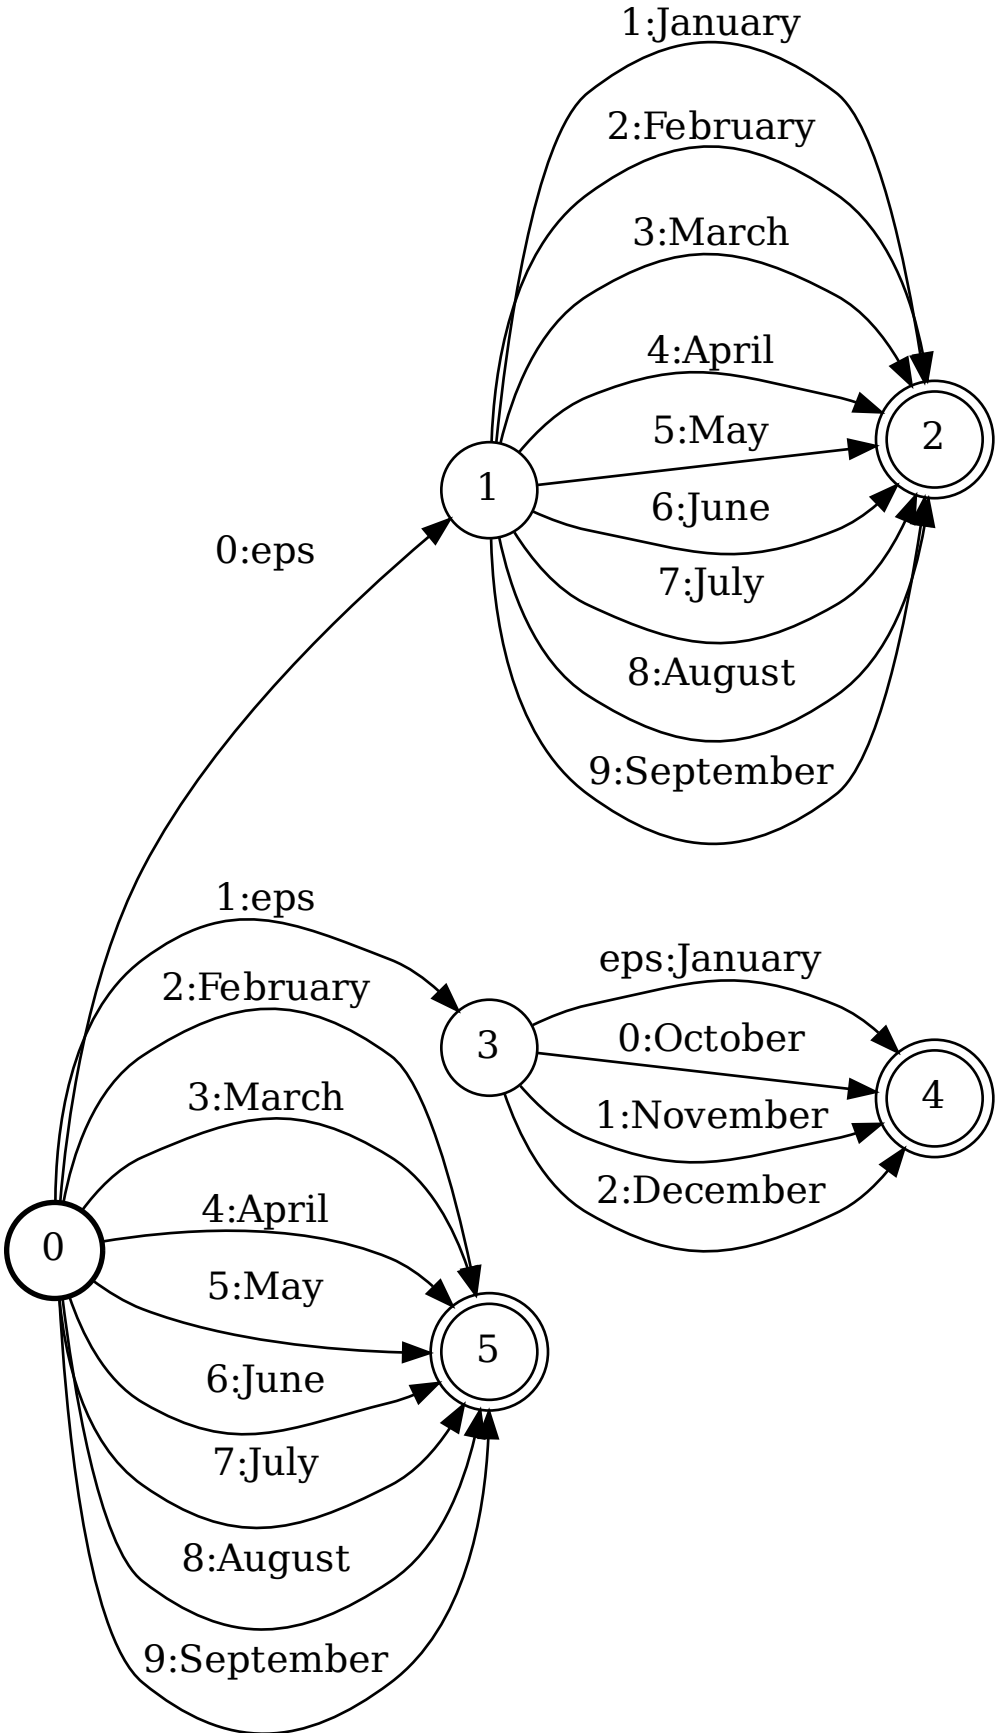 1:January
2:February
3:March
4:April
5:May
6:June
7:July
8:August
9:September
1
2
0:eps
1:eps
2:February
3:March
4:April
5:May
6:June
7:July
8:August
9:September
0
5
eps:January
0:October
1:November
2:December
3
4